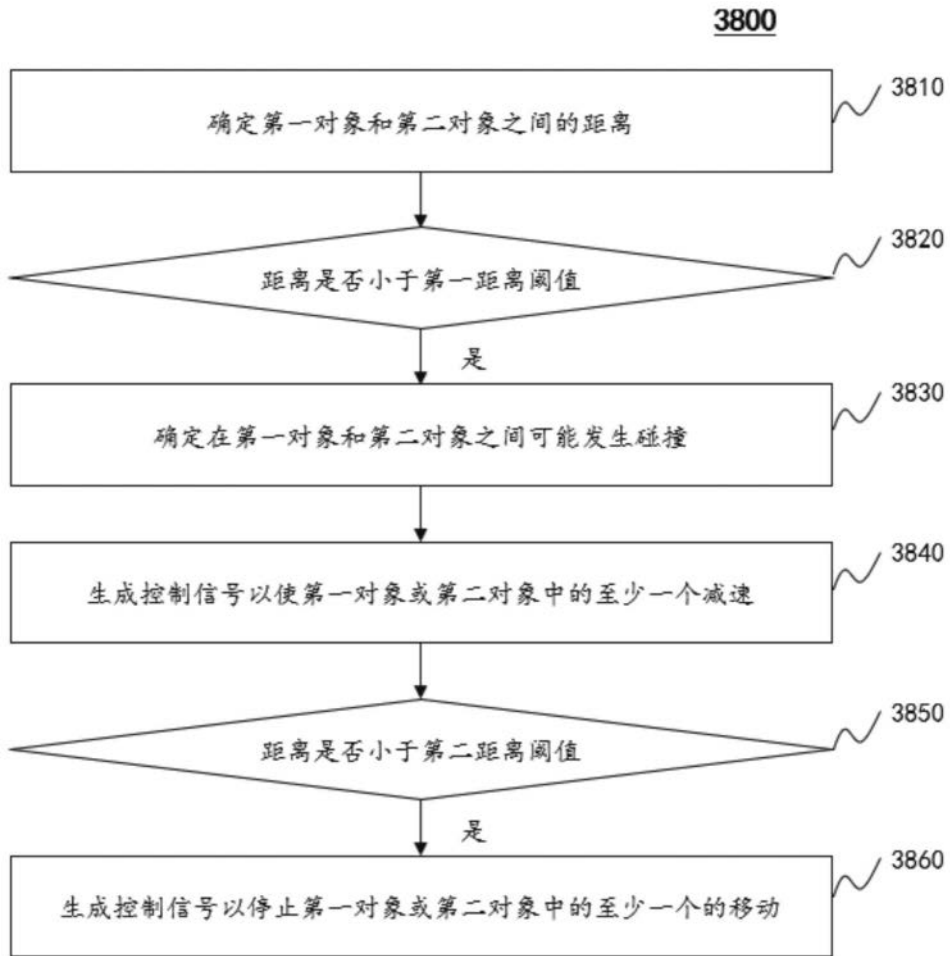 3800
确定第一对象和第二对象之间的距离
3810
距离是否小于第一距离阈值
3820
是
确定在第一对象和第二对象之间可能发生碰撞
3830
生成控制信号以使第一对象或第二对象中的至少一个减速
3840
距离是否小于第二距离阈值
3850
是
生成控制信号以停止第一对象或第二对象中的至少一个的移动
3860